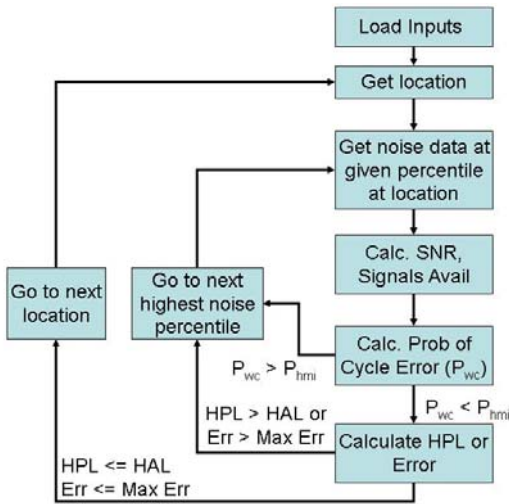 Load Inputs
Get location
Get noise data at
given percentile
at location
Calc. SNR,
Signals Avail
Go to next
location
Go to next
highest noise
percentile
Calc. Prob of
Cycle Error (Pwc)
Pwc > Phmi
Pwc < Phmi
HPL > HAL or
Err > Max Err
Calculate HPL or
Error
HPL <= HAL
Err <= Max Err